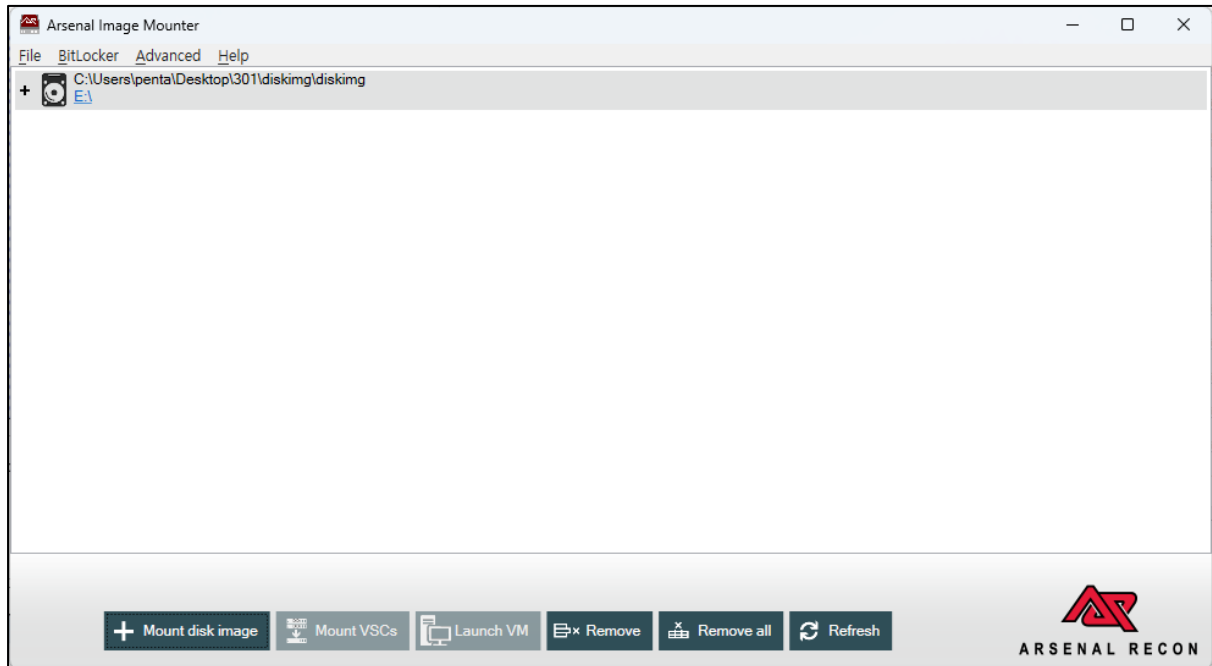 Arsenal Image Mounter
File BitLocker Advanced Help
+ C:\Users\penta\Desktop\301\diskimg\diskimg
E:\
Mount disk image Mount VSCs Launch VM Remove Remove all Refresh
ARSENAL RECON